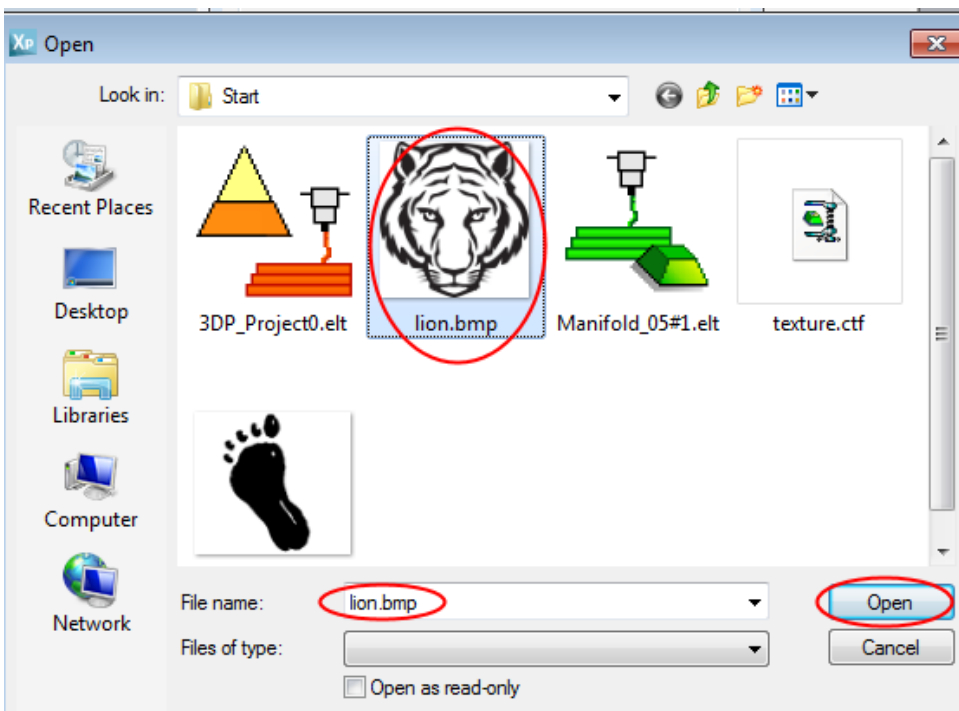 Xp Open
Look in: Start
Recent Places
Desktop
Libraries
Computer
Network
3DP_Project0.elt lion.bmp Manifold_05#1.elt texture.ctf
File name: lion.bmp Open
Files of type: Cancel
Open as read-only